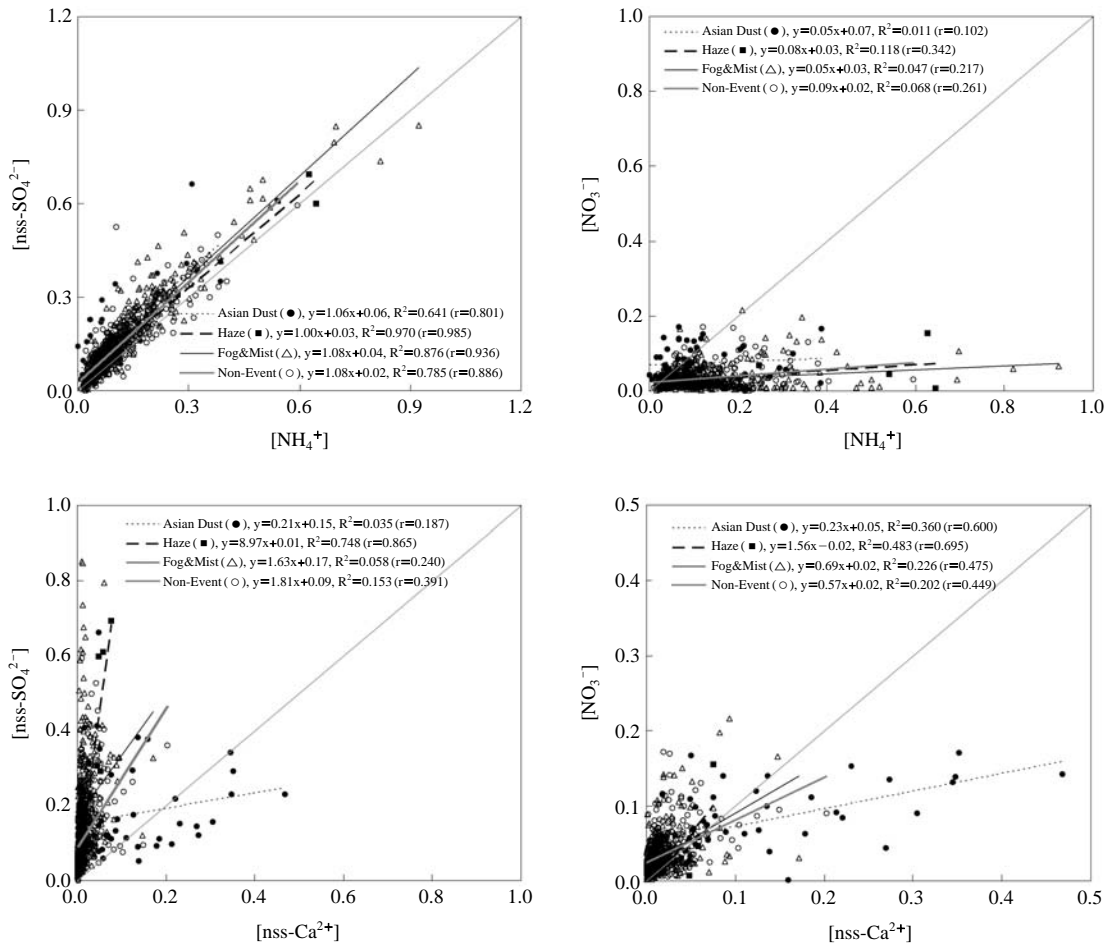 1.2
0.9
0.6
0.3
0.0
[nss-SO₄²⁻]
Asian Dust (●), y=1.06x+0.06, R²=0.641 (r=0.801)
Haze (■), y=1.00x+0.03, R²=0.970 (r=0.985)
Fog&Mist (△), y=1.08x+0.04, R²=0.876 (r=0.936)
Non-Event (○), y=1.08x+0.02, R²=0.785 (r=0.886)
0.0 0.3 0.6 0.9 1.2
[NH₄⁺]
1.0
0.8
0.6
0.4
0.2
0.0
[NO₃⁻]
Asian Dust (●), y=0.05x+0.07, R²=0.011 (r=0.102)
Haze (■), y=0.08x+0.03, R²=0.118 (r=0.342)
Fog&Mist (△), y=0.05x+0.03, R²=0.047 (r=0.217)
Non-Event (○), y=0.09x+0.02, R²=0.068 (r=0.261)
0.0 0.2 0.4 0.6 0.8 1.0
[NH₄⁺]
1.0
0.8
0.6
0.4
0.2
0.0
[nss-SO₄²⁻]
Asian Dust (●), y=0.21x+0.15, R²=0.035 (r=0.187)
Haze (■), y=8.97x+0.01, R²=0.748 (r=0.865)
Fog&Mist (△), y=1.63x+0.17, R²=0.058 (r=0.240)
Non-Event (○), y=1.81x+0.09, R²=0.153 (r=0.391)
0.0 0.2 0.4 0.6 0.8 1.0
[nss-Ca²⁺]
0.5
0.4
0.3
0.2
0.1
0.0
[NO₃⁻]
Asian Dust (●), y=0.23x+0.05, R²=0.360 (r=0.600)
Haze (■), y=1.56x−0.02, R²=0.483 (r=0.695)
Fog&Mist (△), y=0.69x+0.02, R²=0.226 (r=0.475)
Non-Event (○), y=0.57x+0.02, R²=0.202 (r=0.449)
0.0 0.1 0.2 0.3 0.4 0.5
[nss-Ca²⁺]